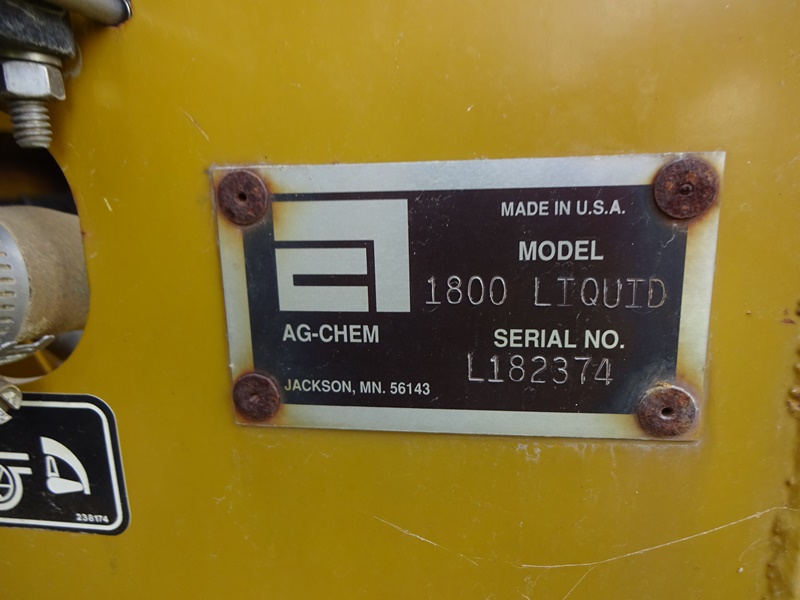 MADE IN U.S.A.
MODEL
1800 LIQUID
AG-CHEM
SERIAL NO.
L182374
JACKSON, MN. 56143
238174